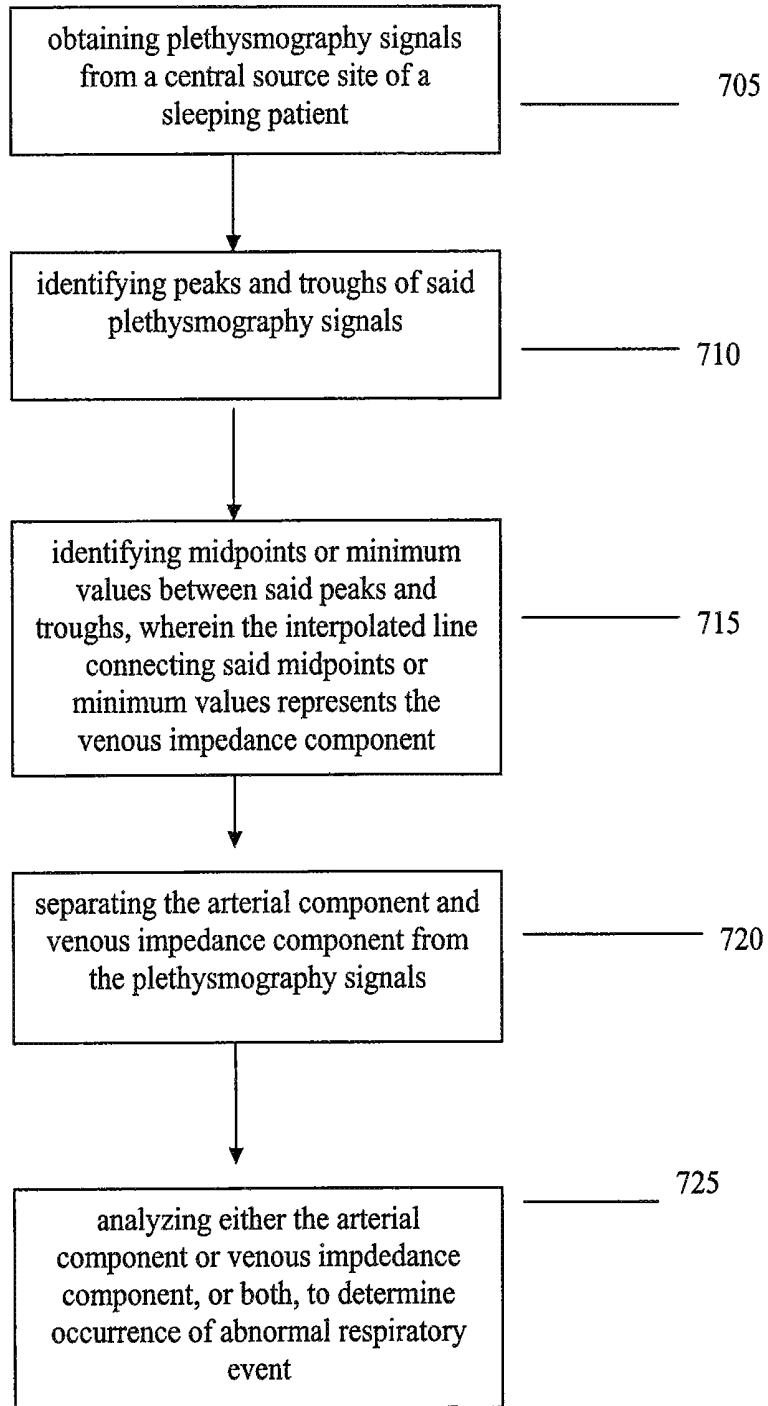 obtaining plethysmography signals
from a central source site of a
sleeping patient
705
identifying peaks and troughs of said
plethysmography signals
710
identifying midpoints or minimum
values between said peaks and
troughs, wherein the interpolated line
connecting said midpoints or
minimum values represents the
venous impedance component
715
separating the arterial component and
venous impedance component from
the plethysmography signals
720
analyzing either the arterial
component or venous impdedance
component, or both, to determine
occurrence of abnormal respiratory
event
725